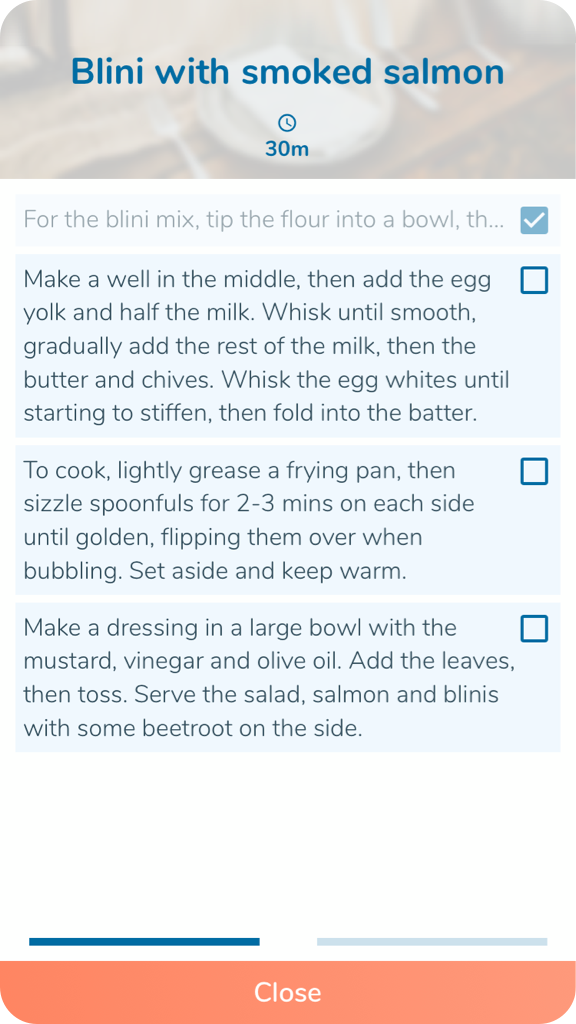 Blini with smoked salmon
30m
For the blini mix, tip the flour into a bowl, th...
Make a well in the middle, then add the egg
yolk and half the milk. Whisk until smooth,
gradually add the rest of the milk, then the
butter and chives. Whisk the egg whites until
starting to stiffen, then fold into the batter.
To cook, lightly grease a frying pan, then
sizzle spoonfuls for 2-3 mins on each side
until golden, flipping them over when
bubbling. Set aside and keep warm.
Make a dressing in a large bowl with the
mustard, vinegar and olive oil. Add the leaves,
then toss. Serve the salad, salmon and blinis
with some beetroot on the side.
Close